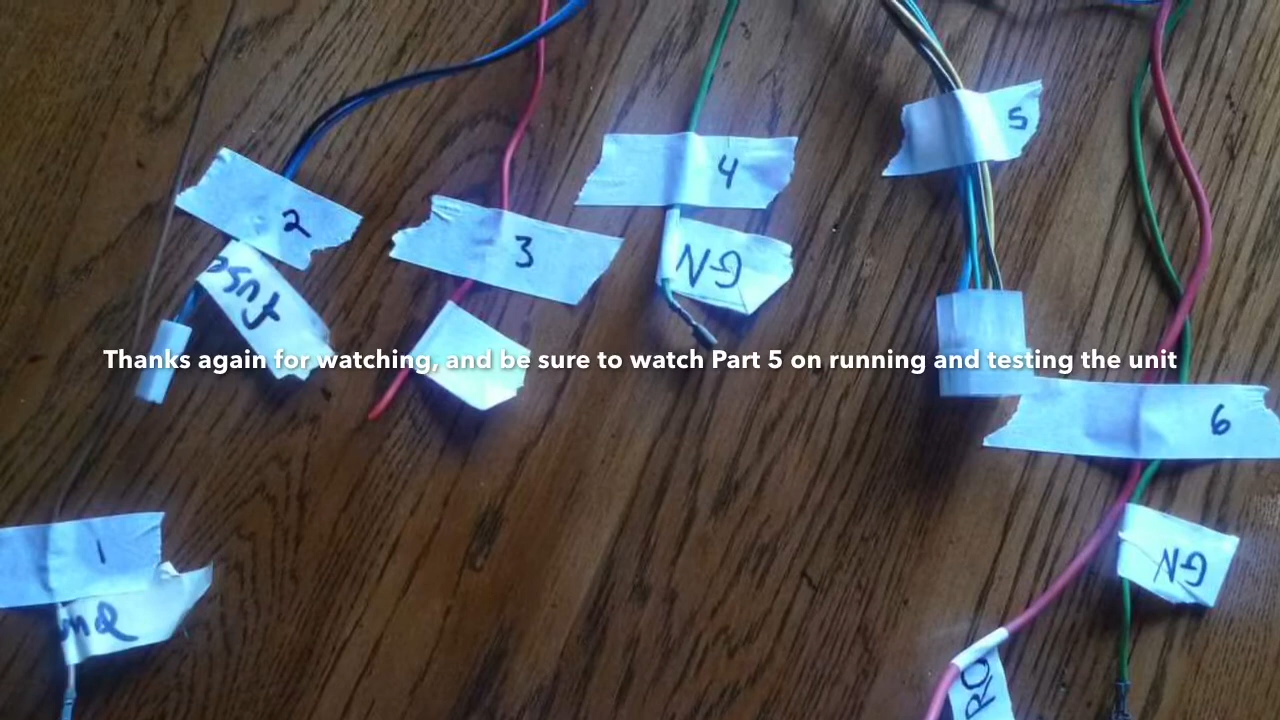 5
4
2
3
fuse
GN
Thanks again for watching, and be sure to watch Part 5 on running and testing the unit
6
1
GN
RO